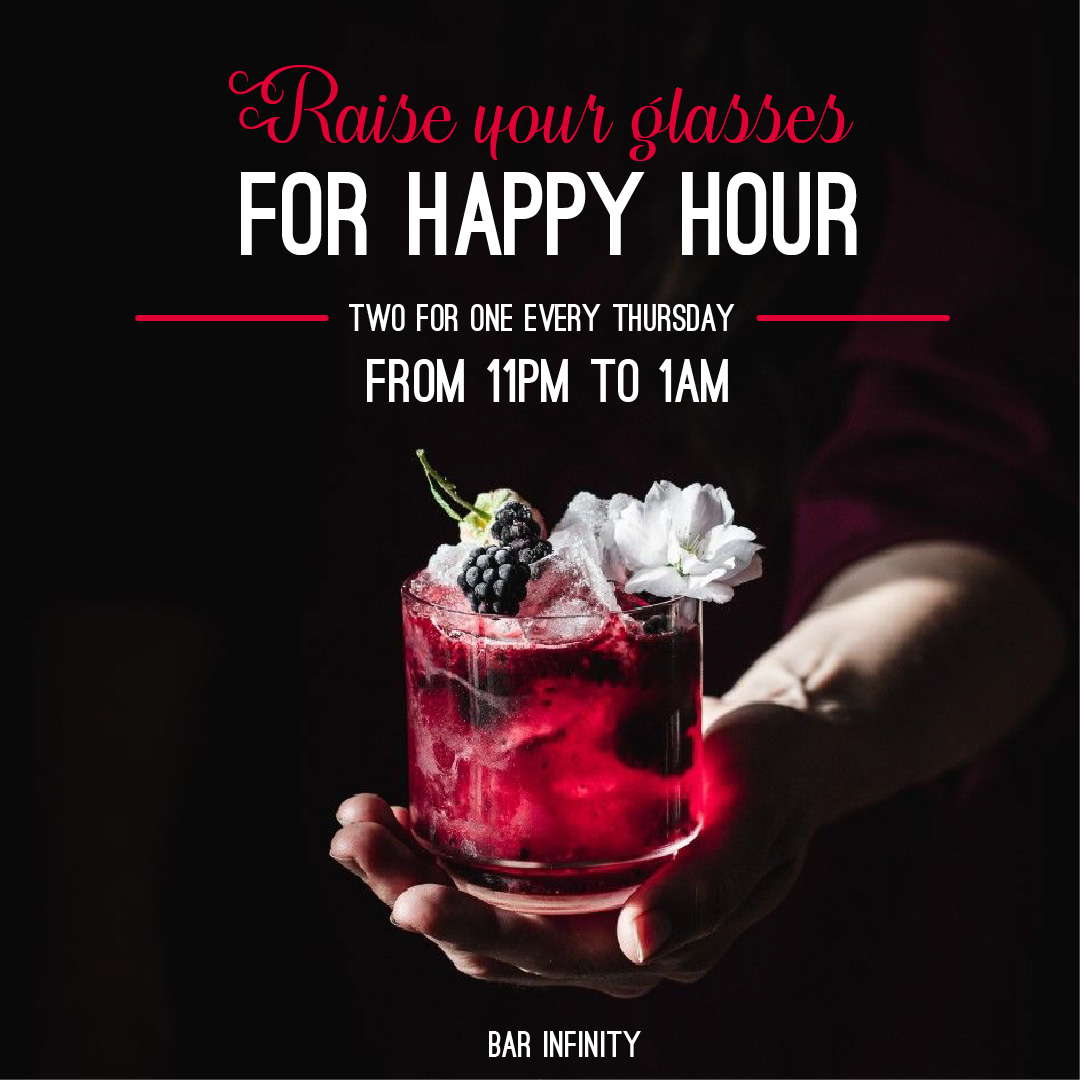 Raise your glasses
FOR HAPPY HOUR
TWO FOR ONE EVERY THURSDAY
FROM 11PM TO 1AM
BAR INFINITY